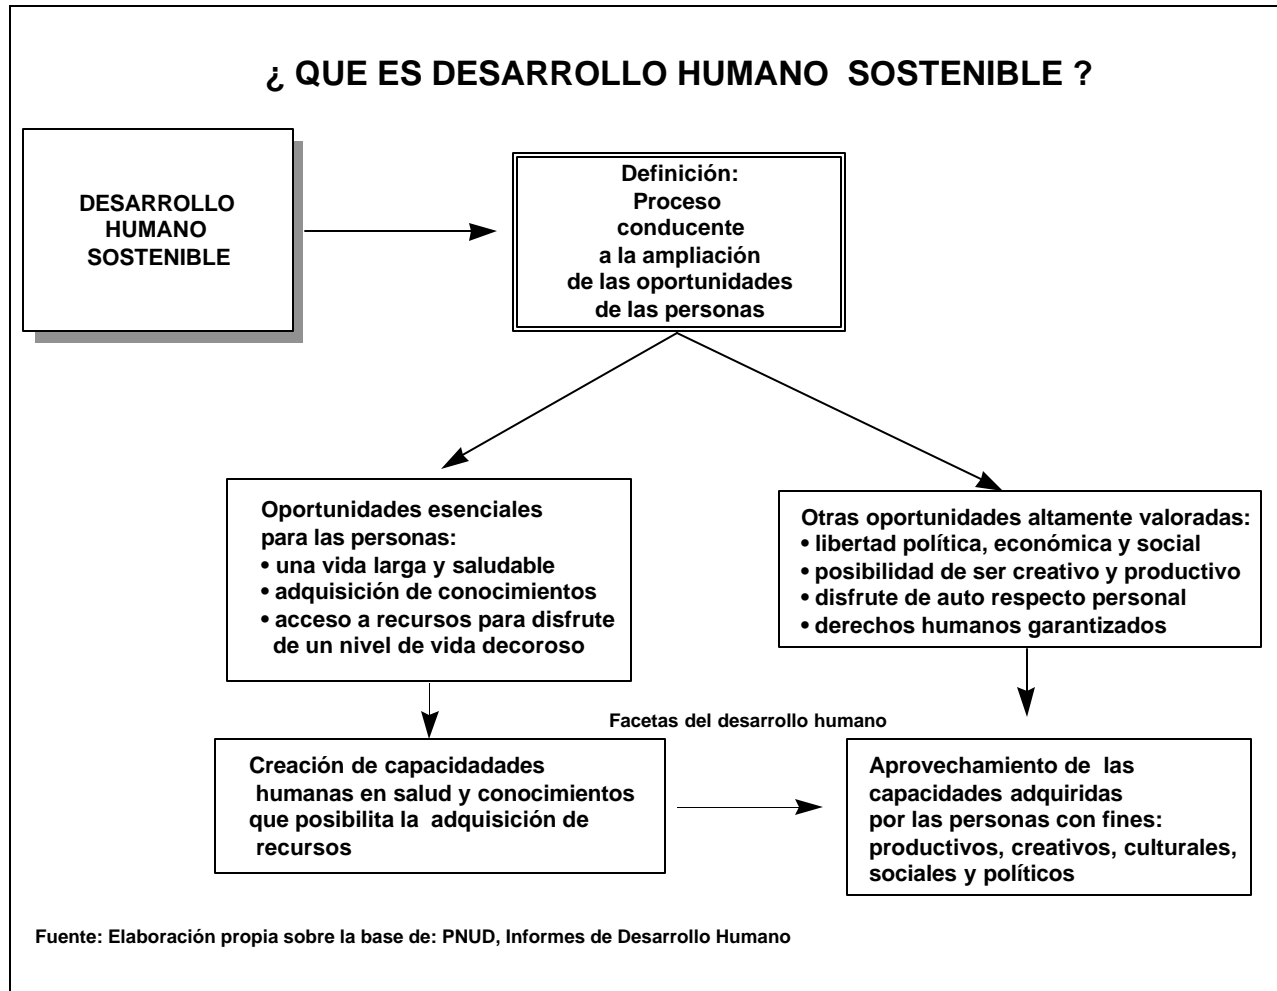 ¿ QUE ES DESARROLLO HUMANO SOSTENIBLE ?
DESARROLLO
HUMANO
SOSTENIBLE
Definición:
Proceso
conducente
a la ampliación
de las oportunidades
de las personas
Oportunidades esenciales
para las personas:
• una vida larga y saludable
• adquisición de conocimientos
• acceso a recursos para disfrute
de un nivel de vida decoroso
Otras oportunidades altamente valoradas:
• libertad política, económica y social
• posibilidad de ser creativo y productivo
• disfrute de auto respecto personal
• derechos humanos garantizados
Facetas del desarrollo humano
Creación de capacidadades
humanas en salud y conocimientos
que posibilita la adquisición de
recursos
Aprovechamiento de las
capacidades adquiridas
por las personas con fines:
productivos, creativos, culturales,
sociales y políticos
Fuente: Elaboración propia sobre la base de: PNUD, Informes de Desarrollo Humano